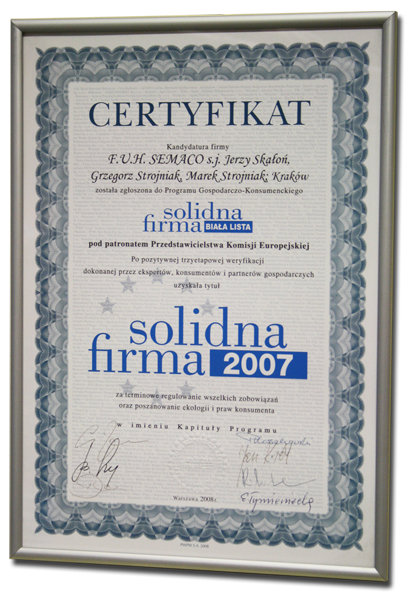 CERTYFIKAT
Kandydatura firmy
F.U.H. SEMACO s.j. Jerzy Skałoń,
Grzegorz Strojniak, Marek Strojniak; Kraków
została zgłoszona do Programu Gospodarczo-Konsumenckiego
solidna
firma BIAŁA LISTA
pod patronatem Przedstawicielstwa Komisji Europejskiej
Po pozytywnej trzyetapowej weryfikacji
dokonanej przez ekspertów, konsumentów i partnerów gospodarczych
uzyskała tytuł
solidna
firma 2007
za terminowe regulowanie wszelkich zobowiązań
oraz poszanowanie ekologii i praw konsumenta
w imieniu Kapituły Programu
Warszawa 2008r.